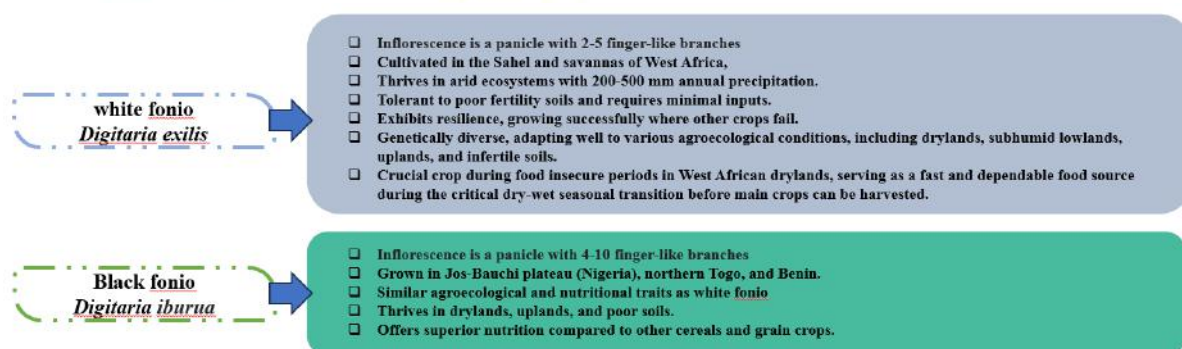 white fonio
Digitaria exilis
❑ Inflorescence is a panicle with 2-5 finger-like branches
❑ Cultivated in the Sahel and savannas of West Africa,
❑ Thrives in arid ecosystems with 200-500 mm annual precipitation.
❑ Tolerant to poor fertility soils and requires minimal inputs.
❑ Exhibits resilience, growing successfully where other crops fail.
❑ Genetically diverse, adapting well to various agroecological conditions, including drylands, subhumid lowlands,
uplands, and infertile soils.
❑ Crucial crop during food insecure periods in West African drylands, serving as a fast and dependable food source
during the critical dry-wet seasonal transition before main crops can be harvested.
Black fonio
Digitaria iburua
❑ Inflorescence is a panicle with 4-10 finger-like branches
❑ Grown in Jos-Bauchi plateau (Nigeria), northern Togo, and Benin.
❑ Similar agroecological and nutritional traits as white fonio
❑ Thrives in drylands, uplands, and poor soils.
❑ Offers superior nutrition compared to other cereals and grain crops.